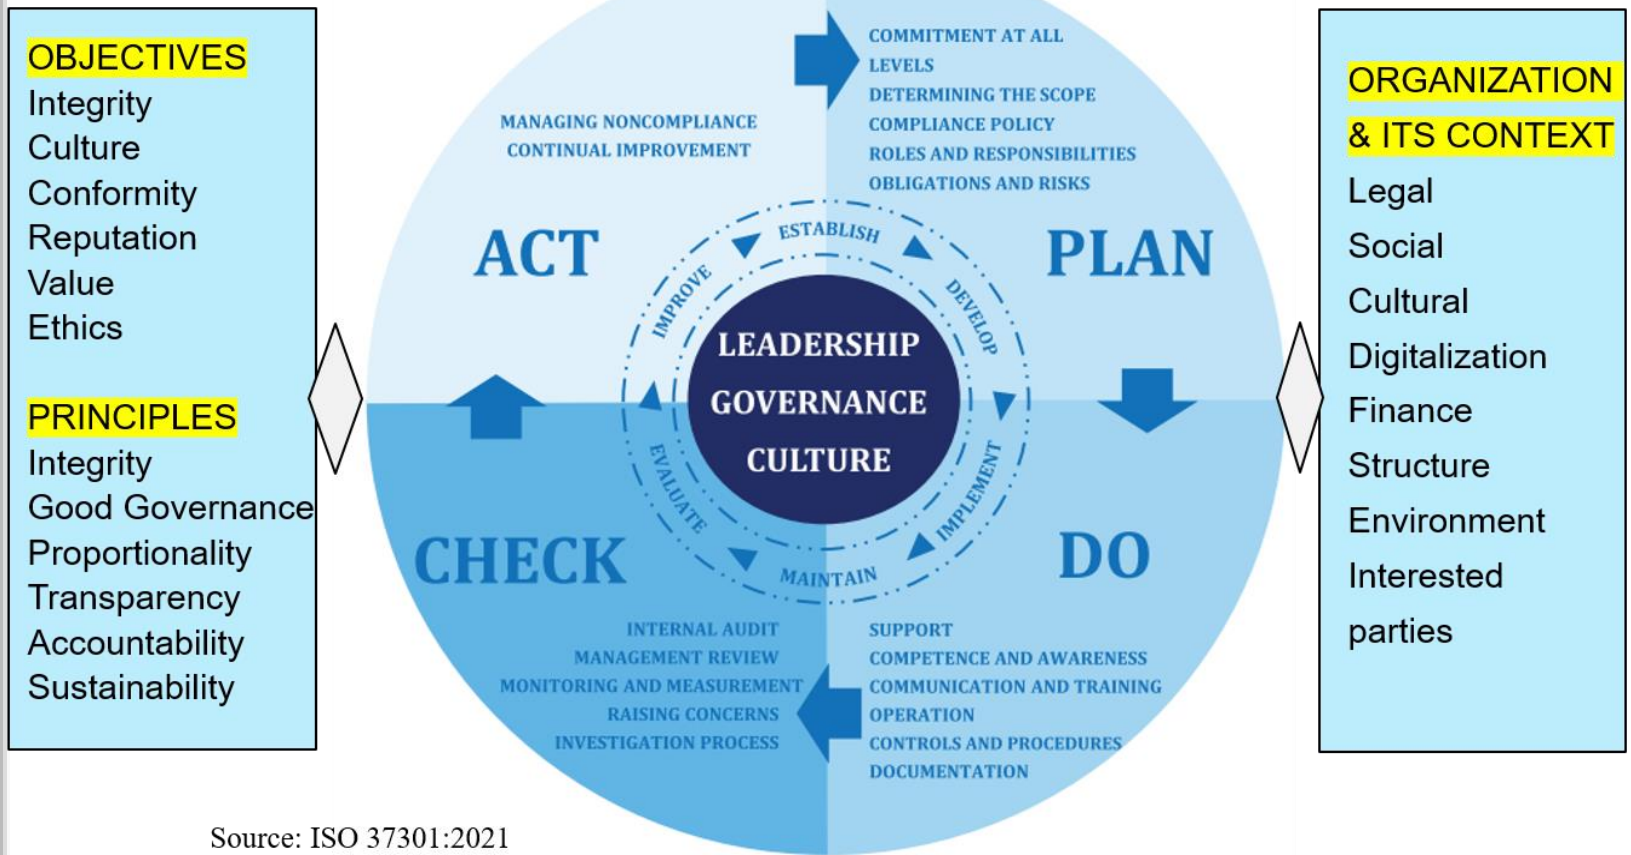 OBJECTIVES
Integrity
Culture
Conformity
Reputation
Value
Ethics
PRINCIPLES
Integrity
Good Governance
Proportionality
Transparency
Accountability
Sustainability
MANAGING NONCOMPLIANCE
CONTINUAL IMPROVEMENT
ACT
COMMITMENT AT ALL
LEVELS
DETERMINING THE SCOPE
COMPLIANCE POLICY
ROLES AND RESPONSIBILITIES
OBLIGATIONS AND RISKS
PLAN
ESTABLISH
DEVELOP
IMPLEMENT
MAINTAIN
EVALUATE
IMPROVE
LEADERSHIP
GOVERNANCE
CULTURE
CHECK
INTERNAL AUDIT
MANAGEMENT REVIEW
MONITORING AND MEASUREMENT
RAISING CONCERNS
INVESTIGATION PROCESS
DO
SUPPORT
COMPETENCE AND AWARENESS
COMMUNICATION AND TRAINING
OPERATION
CONTROLS AND PROCEDURES
DOCUMENTATION
ORGANIZATION
& ITS CONTEXT
Legal
Social
Cultural
Digitalization
Finance
Structure
Environment
Interested
parties
Source: ISO 37301:2021